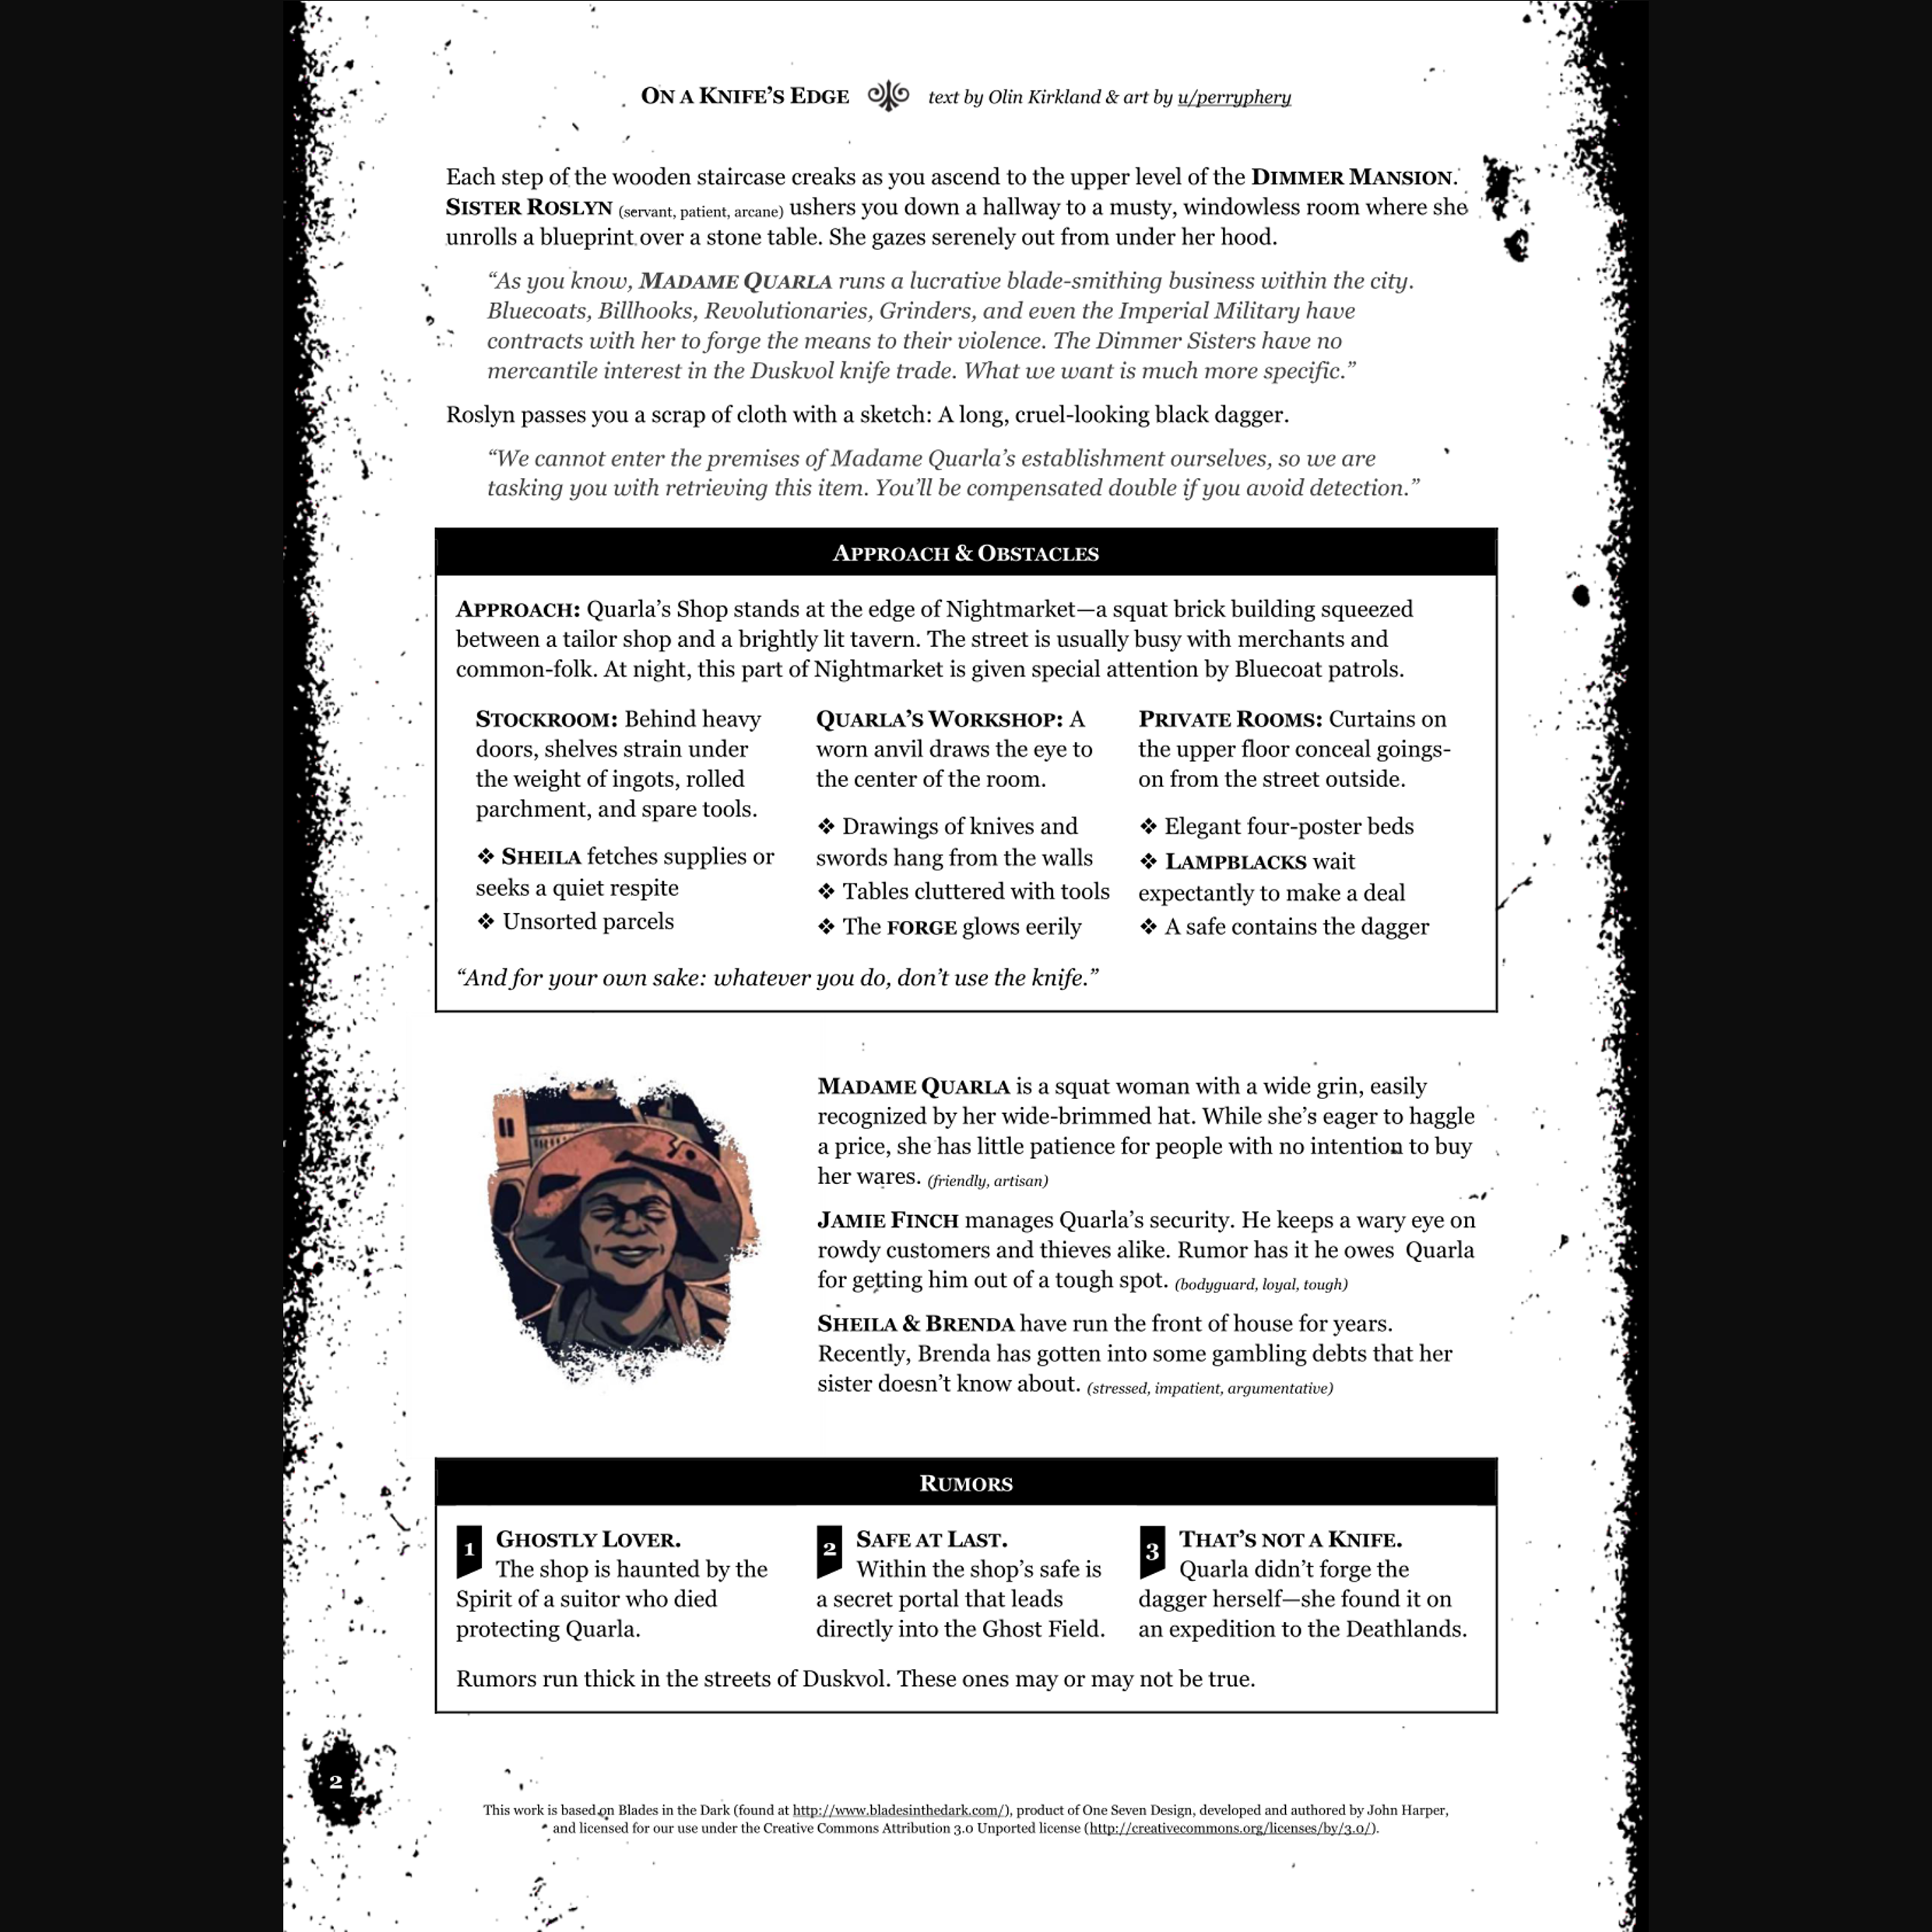 ON A KNIFE'S EDGE text by Olin Kirkland & art by u/perryphery
Each step of the wooden staircase creaks as you ascend to the upper level of the DIMMER MANSION.
SISTER ROSLYN (servant, patient, arcane) ushers you down a hallway to a musty, windowless room where she
unrolls a blueprint over a stone table. She gazes serenely out from under her hood.
“As you know, MADAME QUARLA runs a lucrative blade-smithing business within the city.
Bluecoats, Billhooks, Revolutionaries, Grinders, and even the Imperial Military have
contracts with her to forge the means to their violence. The Dimmer Sisters have no
mercantile interest in the Duskvol knife trade. What we want is much more specific.”
Roslyn passes you a scrap of cloth with a sketch: A long, cruel-looking black dagger.
“We cannot enter the premises of Madame Quarla’s establishment ourselves, so we are
tasking you with retrieving this item. You’ll be compensated double if you avoid detection.”
APPROACH & OBSTACLES
APPROACH: Quarla’s Shop stands at the edge of Nightmarket—a squat brick building squeezed
between a tailor shop and a brightly lit tavern. The street is usually busy with merchants and
common-folk. At night, this part of Nightmarket is given special attention by Bluecoat patrols.
STOCKROOM: Behind heavy
doors, shelves strain under
the weight of ingots, rolled
parchment, and spare tools.
❖ SHEILA fetches supplies or
seeks a quiet respite
❖ Unsorted parcels
QUARLA’S WORKSHOP: A
worn anvil draws the eye to
the center of the room.
❖ Drawings of knives and
swords hang from the walls
❖ Tables cluttered with tools
❖ The FORGE glows eerily
PRIVATE ROOMS: Curtains on
the upper floor conceal goings-
on from the street outside.
❖ Elegant four-poster beds
❖ LAMPBLACKS wait
expectantly to make a deal
❖ A safe contains the dagger
“And for your own sake: whatever you do, don’t use the knife.”
MADAME QUARLA is a squat woman with a wide grin, easily
recognized by her wide-brimmed hat. While she’s eager to haggle
a price, she has little patience for people with no intention to buy
her wares. (friendly, artisan)
JAMIE FINCH manages Quarla’s security. He keeps a wary eye on
rowdy customers and thieves alike. Rumor has it he owes Quarla
for getting him out of a tough spot. (bodyguard, loyal, tough)
SHEILA & BRENDA have run the front of house for years.
Recently, Brenda has gotten into some gambling debts that her
sister doesn’t know about. (stressed, impatient, argumentative)
RUMORS
1 GHOSTLY LOVER.
The shop is haunted by the
Spirit of a suitor who died
protecting Quarla.
2 SAFE AT LAST.
Within the shop’s safe is
a secret portal that leads
directly into the Ghost Field.
3 THAT’S NOT A KNIFE.
Quarla didn’t forge the
dagger herself—she found it on
an expedition to the Deathlands.
Rumors run thick in the streets of Duskvol. These ones may or may not be true.
2
This work is based on Blades in the Dark (found at http://www.bladesinthedark.com/), product of One Seven Design, developed and authored by John Harper,
and licensed for our use under the Creative Commons Attribution 3.0 Unported license (http://creativecommons.org/licenses/by/3.0/).